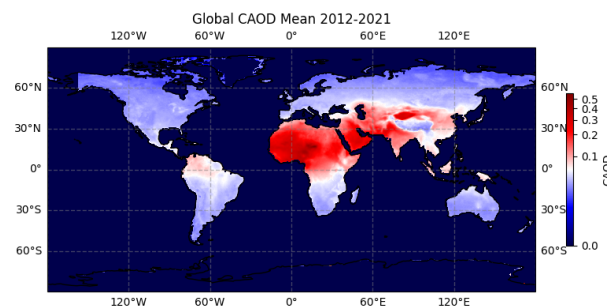 Global CAOD Mean 2012-2021
120°W 60°W 0° 60°E 120°E
60°N 60°N
30°N 30°N
0° 0°
30°S 30°S
60°S 60°S
120°W 60°W 0° 60°E 120°E
0.5
0.4
0.3
0.2
0.1
0.0
CAOD